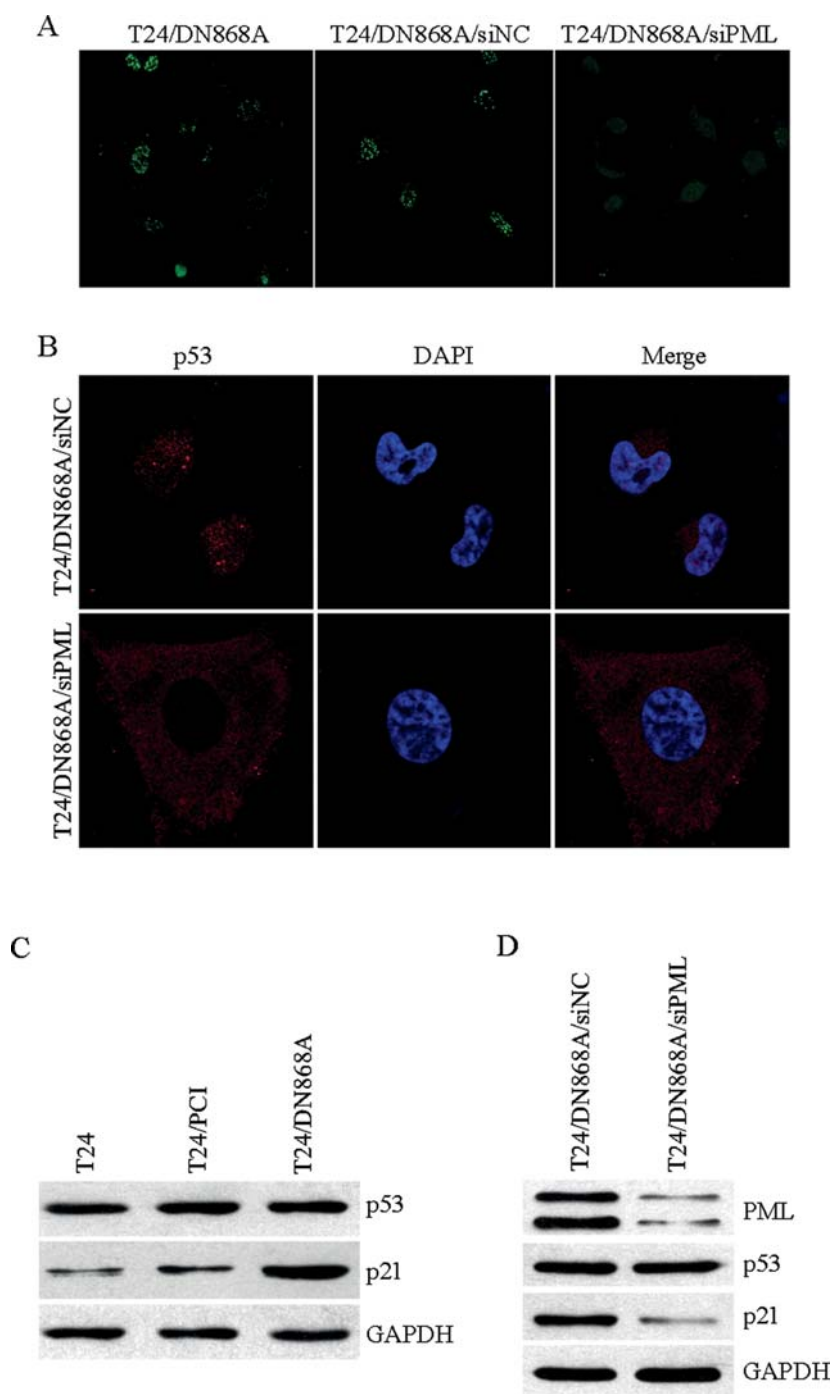 A
T24/DN868A T24/DN868A/siNC T24/DN868A/siPML
B
p53 DAPI Merge
T24/DN868A/siNC
T24/DN868A/siPML
C
T24 T24/PCI T24/DN868A
p53
p21
GAPDH
D
T24/DN868A/siNC T24/DN868A/siPML
PML
p53
p21
GAPDH